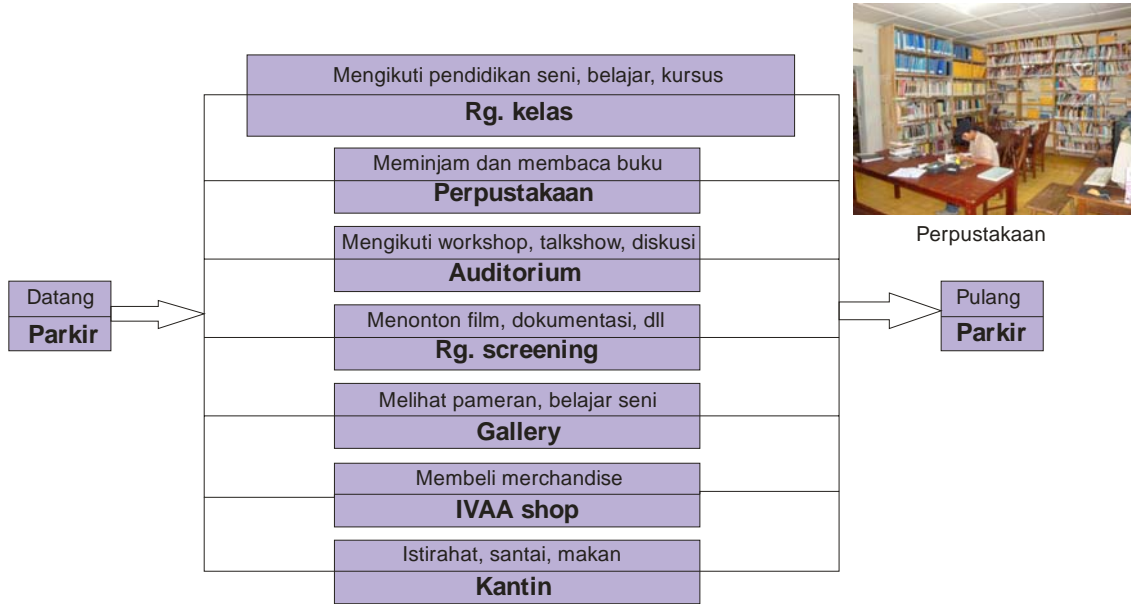 Mengikuti pendidikan seni, belajar, kursus
Rg. kelas
Meminjam dan membaca buku
Perpustakaan
Perpustakaan
Mengikuti workshop, talkshow, diskusi
Auditorium
Datang
Parkir
Menonton film, dokumentasi, dll
Rg. screening
Pulang
Parkir
Melihat pameran, belajar seni
Gallery
Membeli merchandise
IVAA shop
Istirahat, santai, makan
Kantin